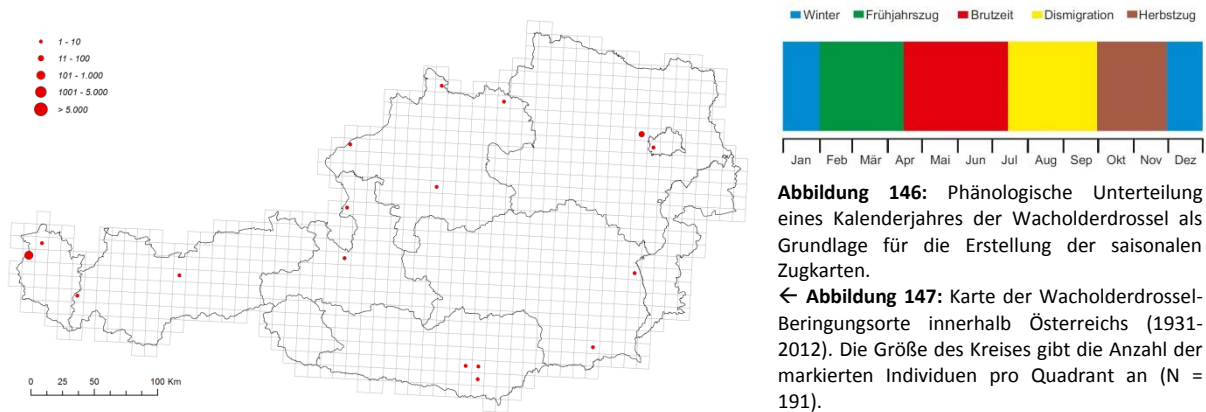 1 - 10
11 - 100
101 - 1.000
1001 - 5.000
> 5.000
0 25 50 100 Km
Winter Frühjahrszug Brutzeit Dismigration Herbstzug
Jan Feb Mär Apr Mai Jun Jul Aug Sep Okt Nov Dez
Abbildung 146: Phänologische Unterteilung
eines Kalenderjahres der Wacholderdrossel als
Grundlage für die Erstellung der saisonalen
Zugkarten.
← Abbildung 147: Karte der Wacholderdrossel-
Beringungsorte innerhalb Österreichs (1931-
2012). Die Größe des Kreises gibt die Anzahl der
markierten Individuen pro Quadrant an (N =
191).